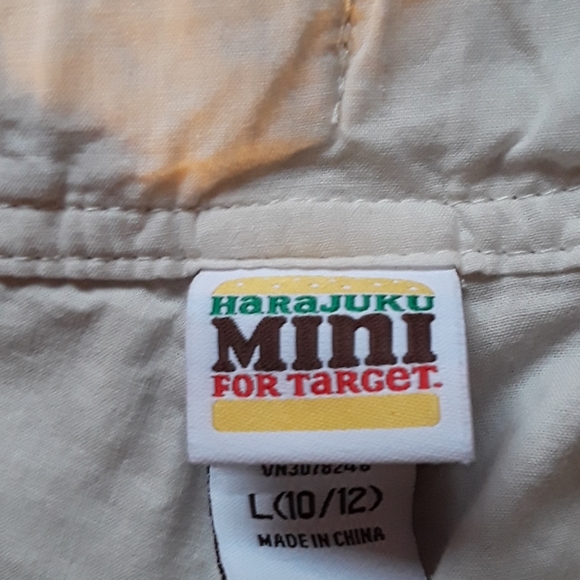 HaRaJUKU
MInI
FOR TaRGeT.
L(10/12)
MADE IN CHINA